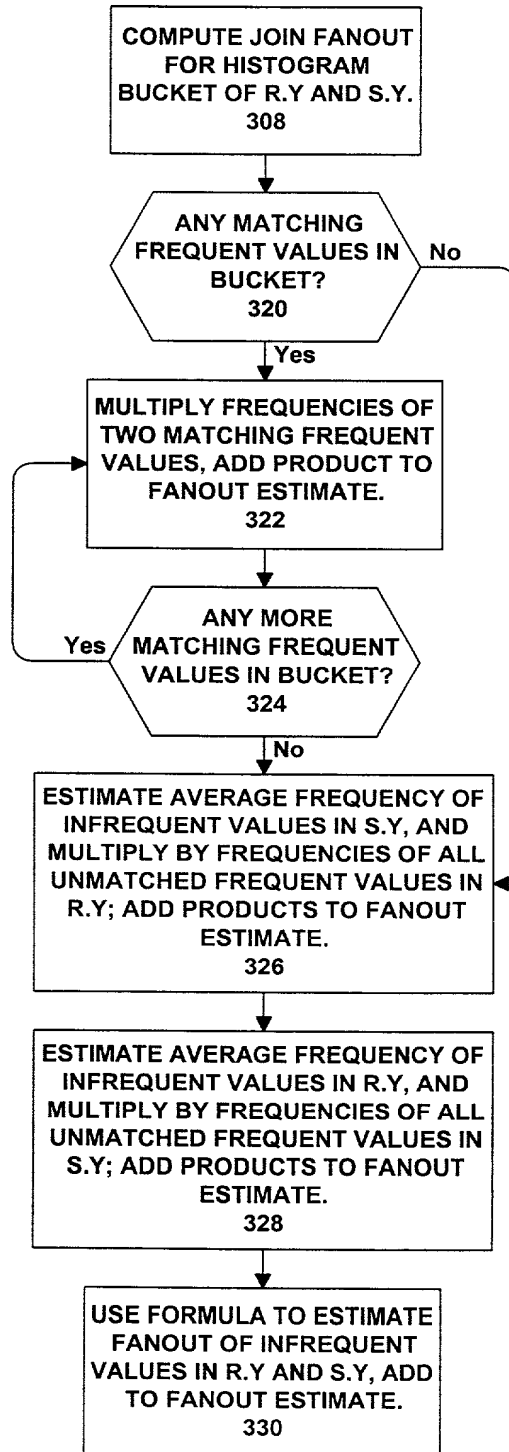 COMPUTE JOIN FANOUT
FOR HISTOGRAM
BUCKET OF R.Y AND S.Y.
308
ANY MATCHING
FREQUENT VALUES IN
BUCKET?
320
No
Yes
MULTIPLY FREQUENCIES OF
TWO MATCHING FREQUENT
VALUES, ADD PRODUCT TO
FANOUT ESTIMATE.
322
ANY MORE
MATCHING FREQUENT
VALUES IN BUCKET?
324
Yes
No
ESTIMATE AVERAGE FREQUENCY OF
INFREQUENT VALUES IN S.Y, AND
MULTIPLY BY FREQUENCIES OF ALL
UNMATCHED FREQUENT VALUES IN
R.Y; ADD PRODUCTS TO FANOUT
ESTIMATE.
326
ESTIMATE AVERAGE FREQUENCY OF
INFREQUENT VALUES IN R.Y, AND
MULTIPLY BY FREQUENCIES OF ALL
UNMATCHED FREQUENT VALUES IN
S.Y; ADD PRODUCTS TO FANOUT
ESTIMATE.
328
USE FORMULA TO ESTIMATE
FANOUT OF INFREQUENT
VALUES IN R.Y AND S.Y, ADD
TO FANOUT ESTIMATE.
330